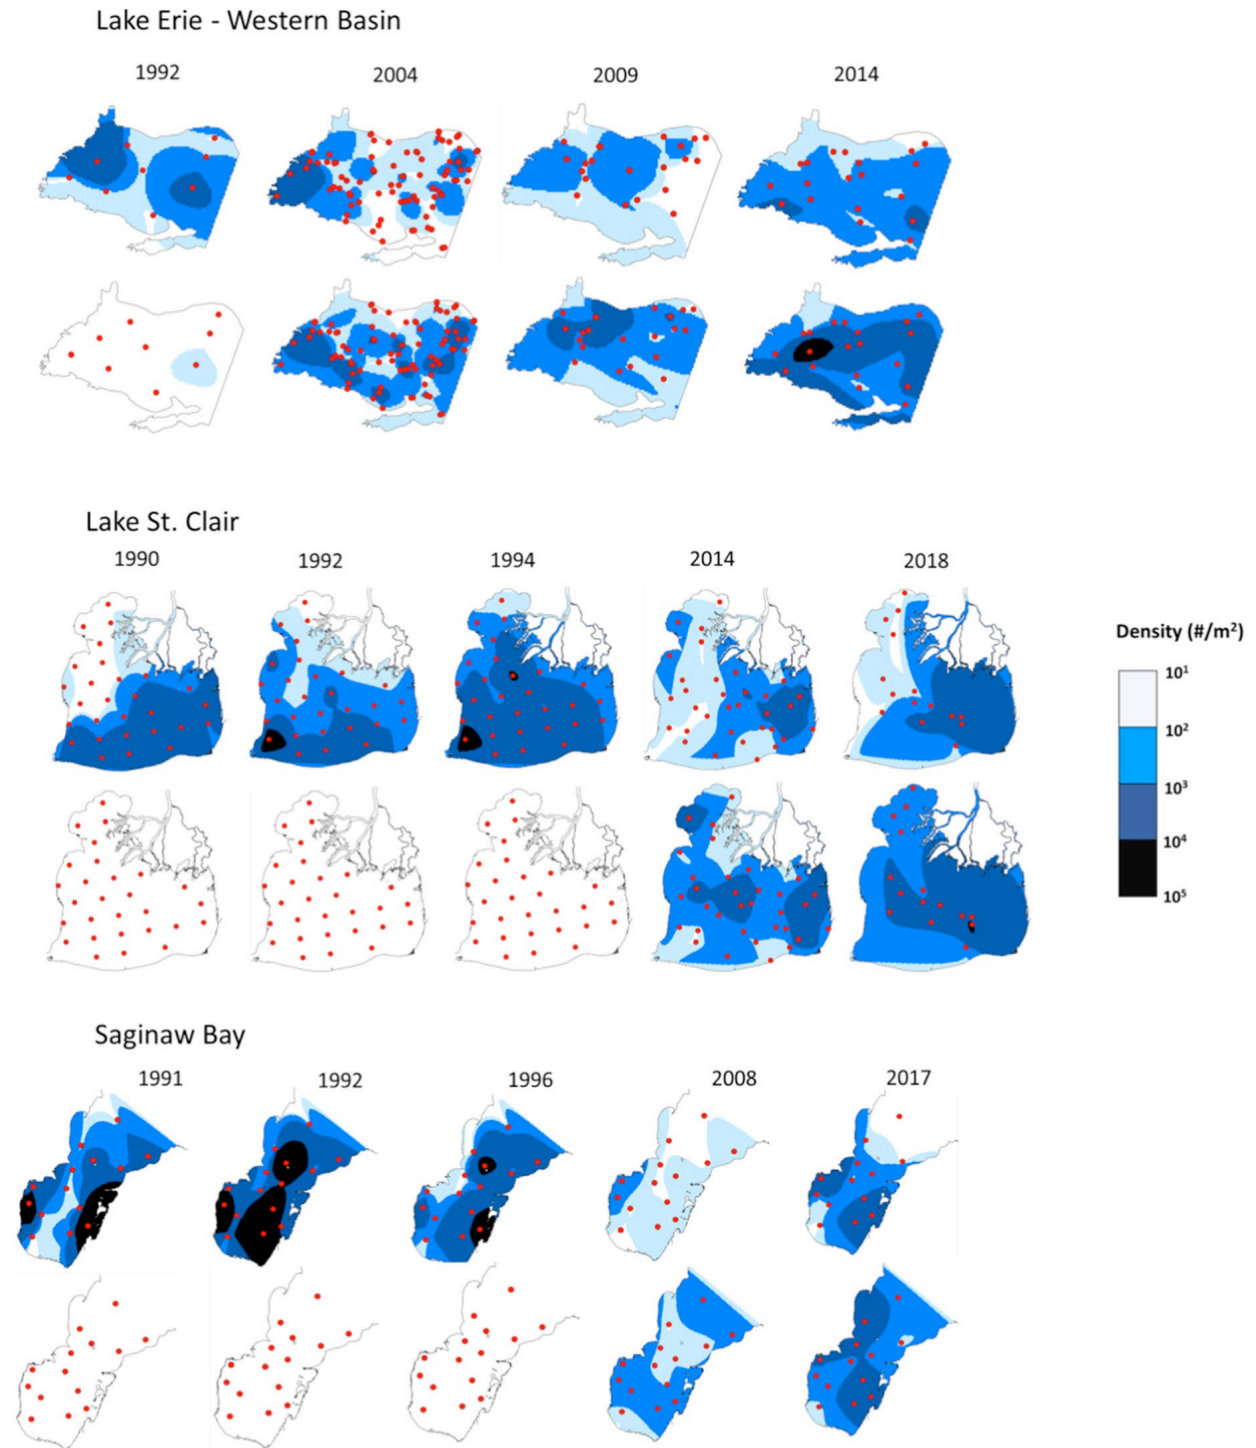 Lake Erie - Western Basin
1992 2004 2009 2014
Lake St. Clair
1990 1992 1994 2014 2018
Density (#/m²)
10¹
10²
10³
10⁴
10⁵
Saginaw Bay
1991 1992 1996 2008 2017